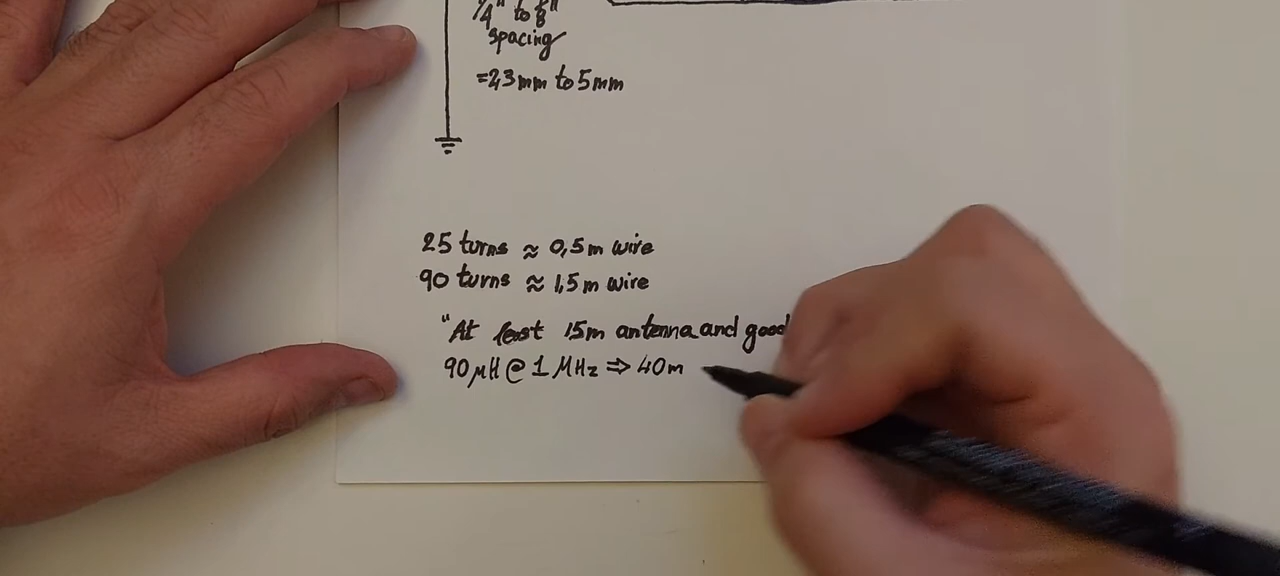 1/4" to 8"
spacing
=2,3mm to 5mm
25 turns ≈ 0,5m wire
90 turns ≈ 1,5m wire
"At least 15m antenna and good
90µH @ 1 MHz ⇒ 40m